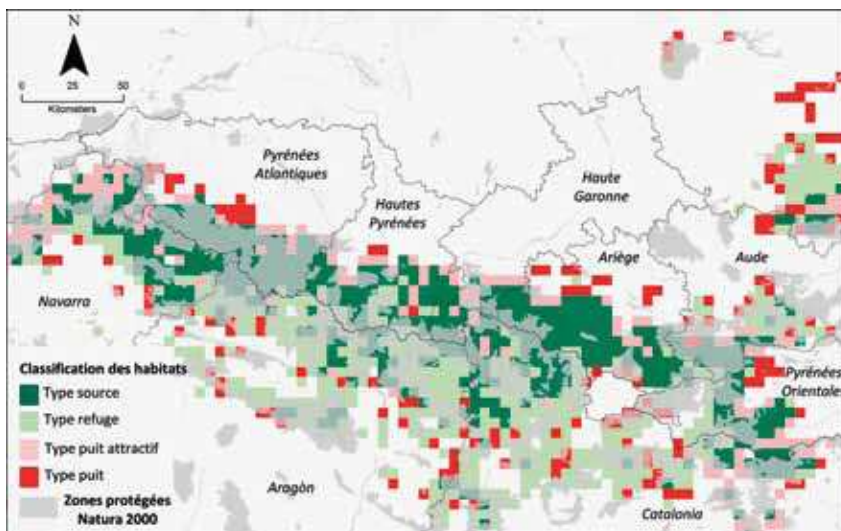 N
0 25 50
Kilometers
Pyrénées
Atlantiques
Hautes
Pyrénées
Haute
Garonne
Ariège
Aude
Navarra
Pyrénées
Orientale
Aragòn
Catalonia
Classification des habitats
Type source
Type refuge
Type puit attractif
Type puit
Zones protégées
Natura 2000